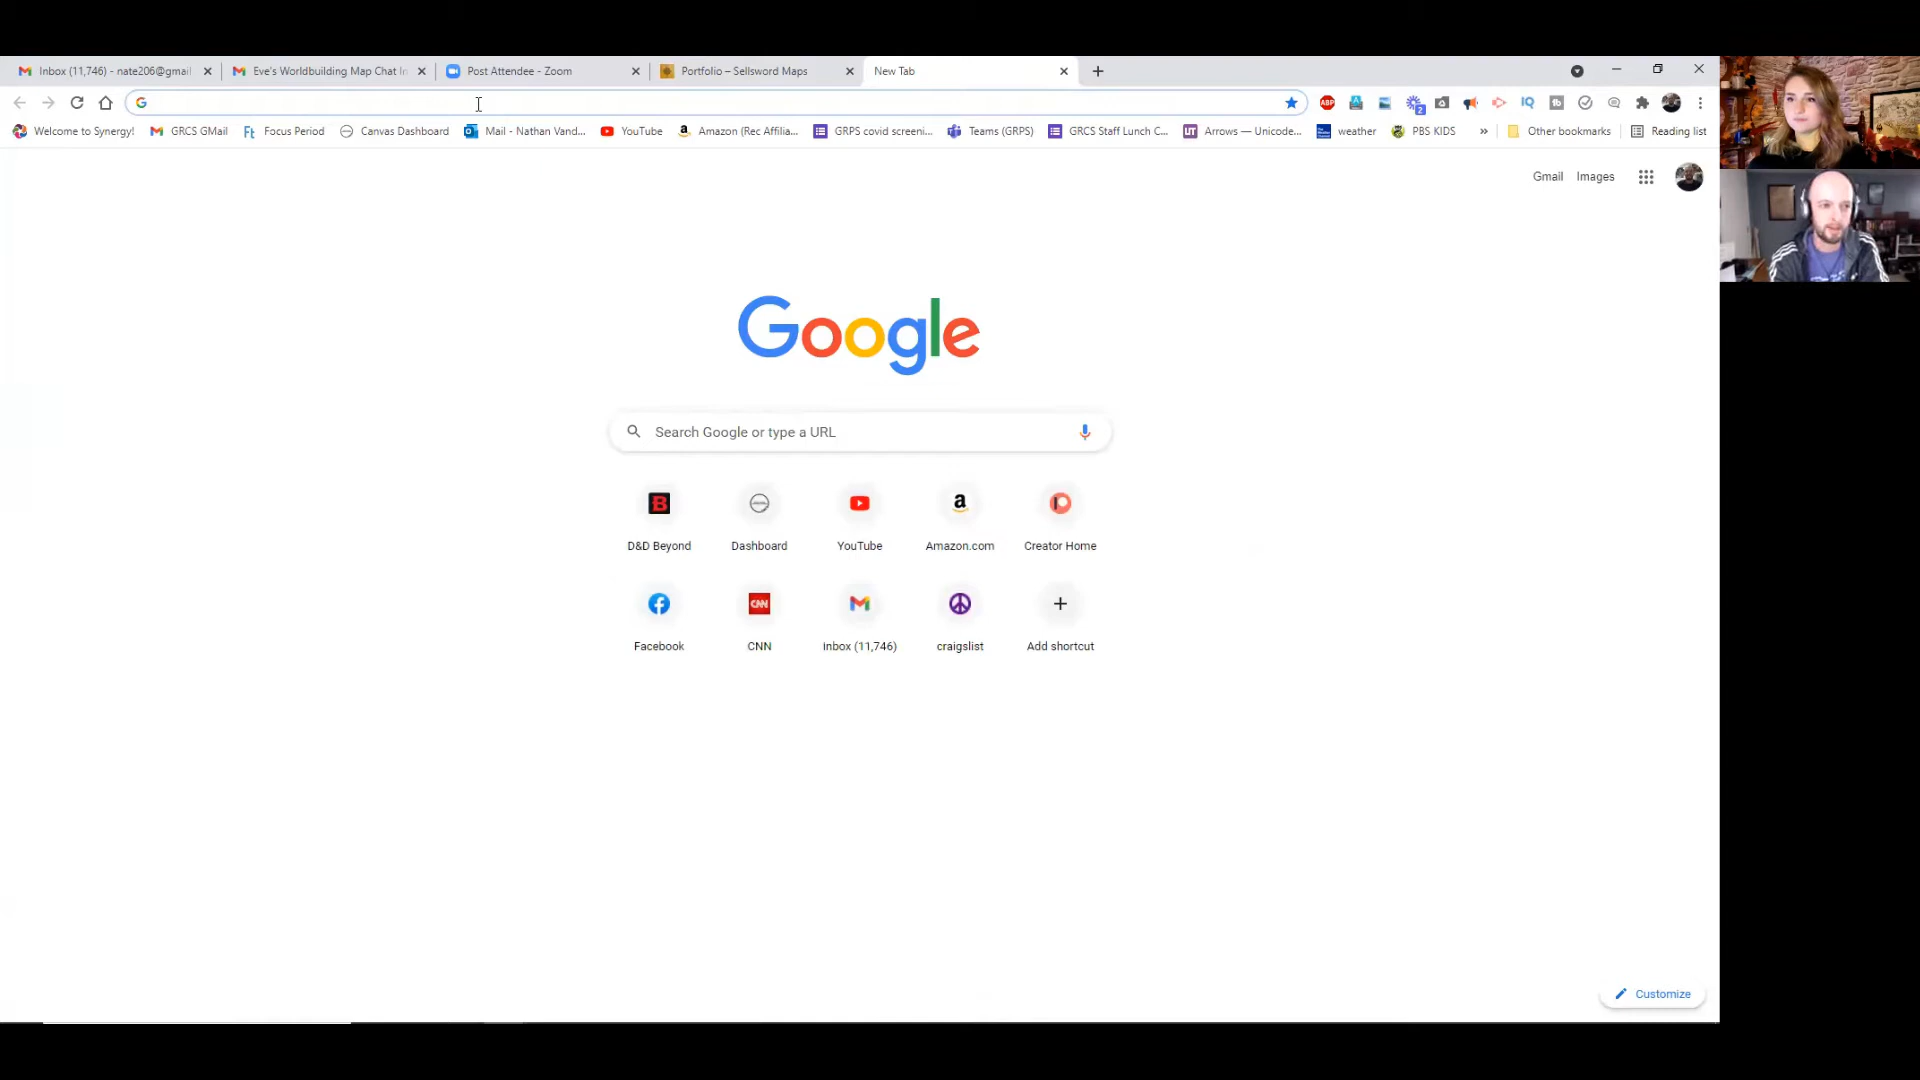 Inbox (11,746) - nate206@gmail
Eve's Worldbuilding Map Chat In
Post Attendee - Zoom
Portfolio – Sellsword Maps
New Tab
Welcome to Synergy!
GRCS GMail
Focus Period
Canvas Dashboard
Mail - Nathan Vand...
YouTube
Amazon (Rec Affilia...
GRPS covid screeni...
Teams (GRPS)
GRCS Staff Lunch C...
Arrows — Unicode...
weather
PBS KIDS
»
Other bookmarks
Reading list
Gmail
Images
Google
Search Google or type a URL
D&D Beyond
Dashboard
YouTube
Amazon.com
Creator Home
Facebook
CNN
Inbox (11,746)
craigslist
Add shortcut
Customize